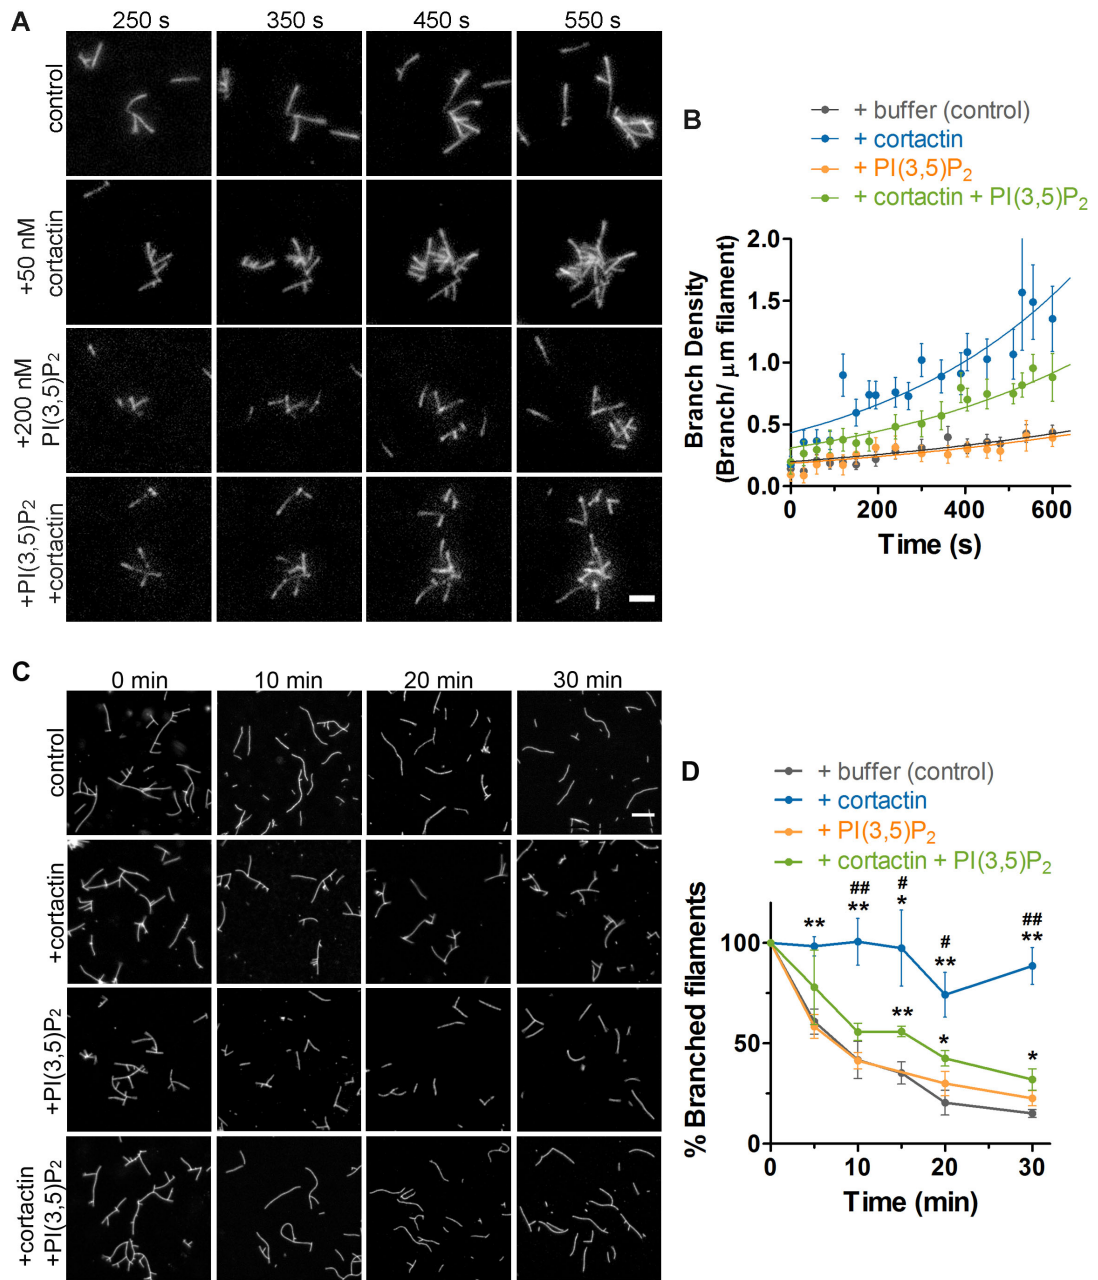 A
250 s 350 s 450 s 550 s
control
+50 nM
cortactin
+200 nM
PI(3,5)P2
+PI(3,5)P2
+cortactin
B
+ buffer (control)
+ cortactin
+ PI(3,5)P2
+ cortactin + PI(3,5)P2
Branch Density
(Branch/ μm filament)
2.0
1.5
1.0
0.5
0.0
0 200 400 600
Time (s)
C
0 min 10 min 20 min 30 min
control
+cortactin
+PI(3,5)P2
+cortactin
+PI(3,5)P2
D
+ buffer (control)
+ cortactin
+ PI(3,5)P2
+ cortactin + PI(3,5)P2
% Branched filaments
100
50
0
** 
##
**
#
*
#
**
##
**
**
*
*
0 10 20 30
Time (min)